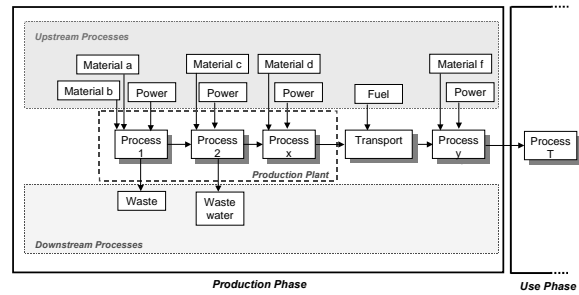 Upstream Processes
Material a
Material c
Material d
Material f
Material b
Power
Power
Power
Fuel
Power
Process
1
Process
2
Process
x
Transport
Process
y
Process
T
Production Plant
Waste
Waste
water
Downstream Processes
Production Phase
Use Phase